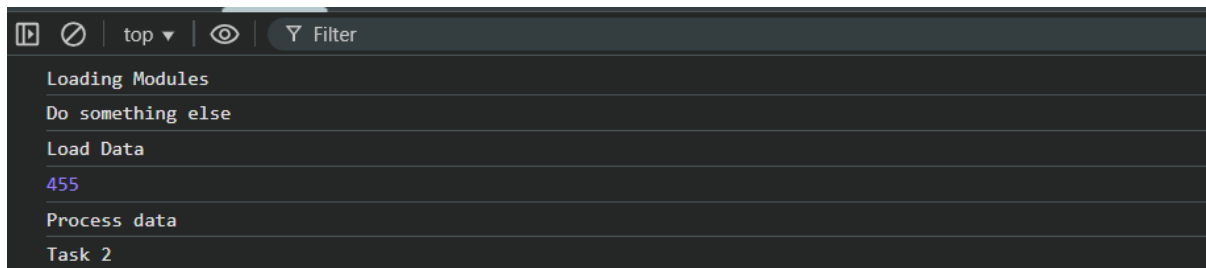 top Filter
Loading Modules
Do something else
Load Data
455
Process data
Task 2